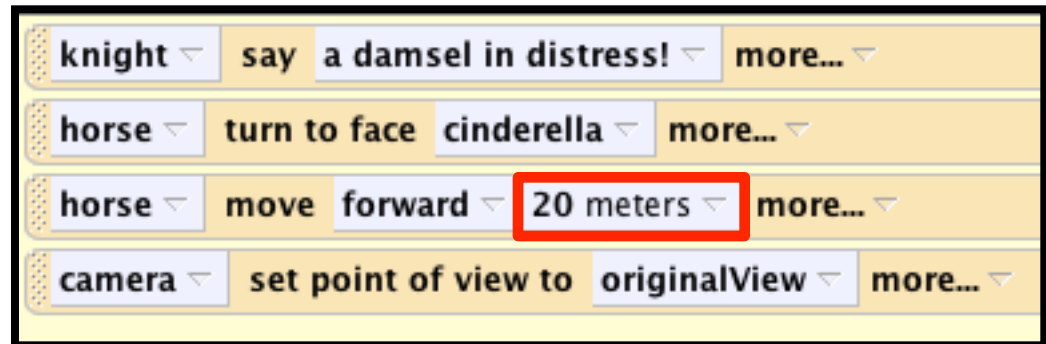 knight say a damsel in distress! more...
horse turn to face cinderella more...
horse move forward 20 meters more...
camera set point of view to originalView more...